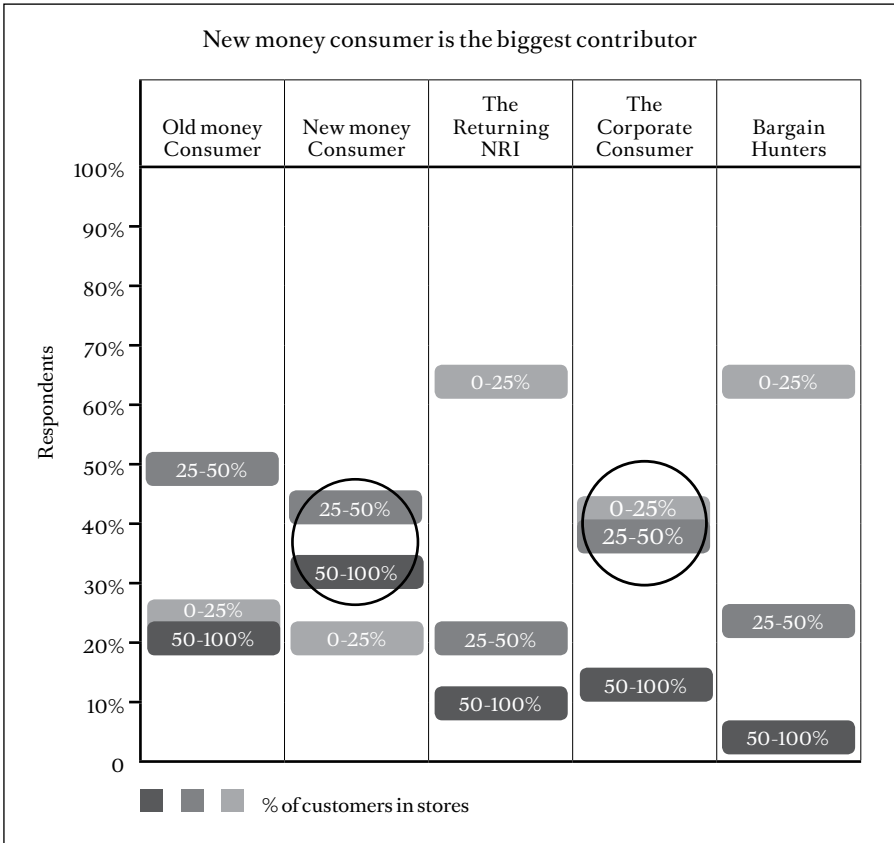 New money consumer is the biggest contributor
Old money
Consumer
New money
Consumer
The
Returning
NRI
The
Corporate
Consumer
Bargain
Hunters
Respondents
100%
90%
80%
70%
60%
50%
40%
30%
20%
10%
0
25-50%
0-25%
50-100%
25-50%
50-100%
0-25%
0-25%
25-50%
50-100%
0-25%
25-50%
50-100%
0-25%
25-50%
50-100%
% of customers in stores